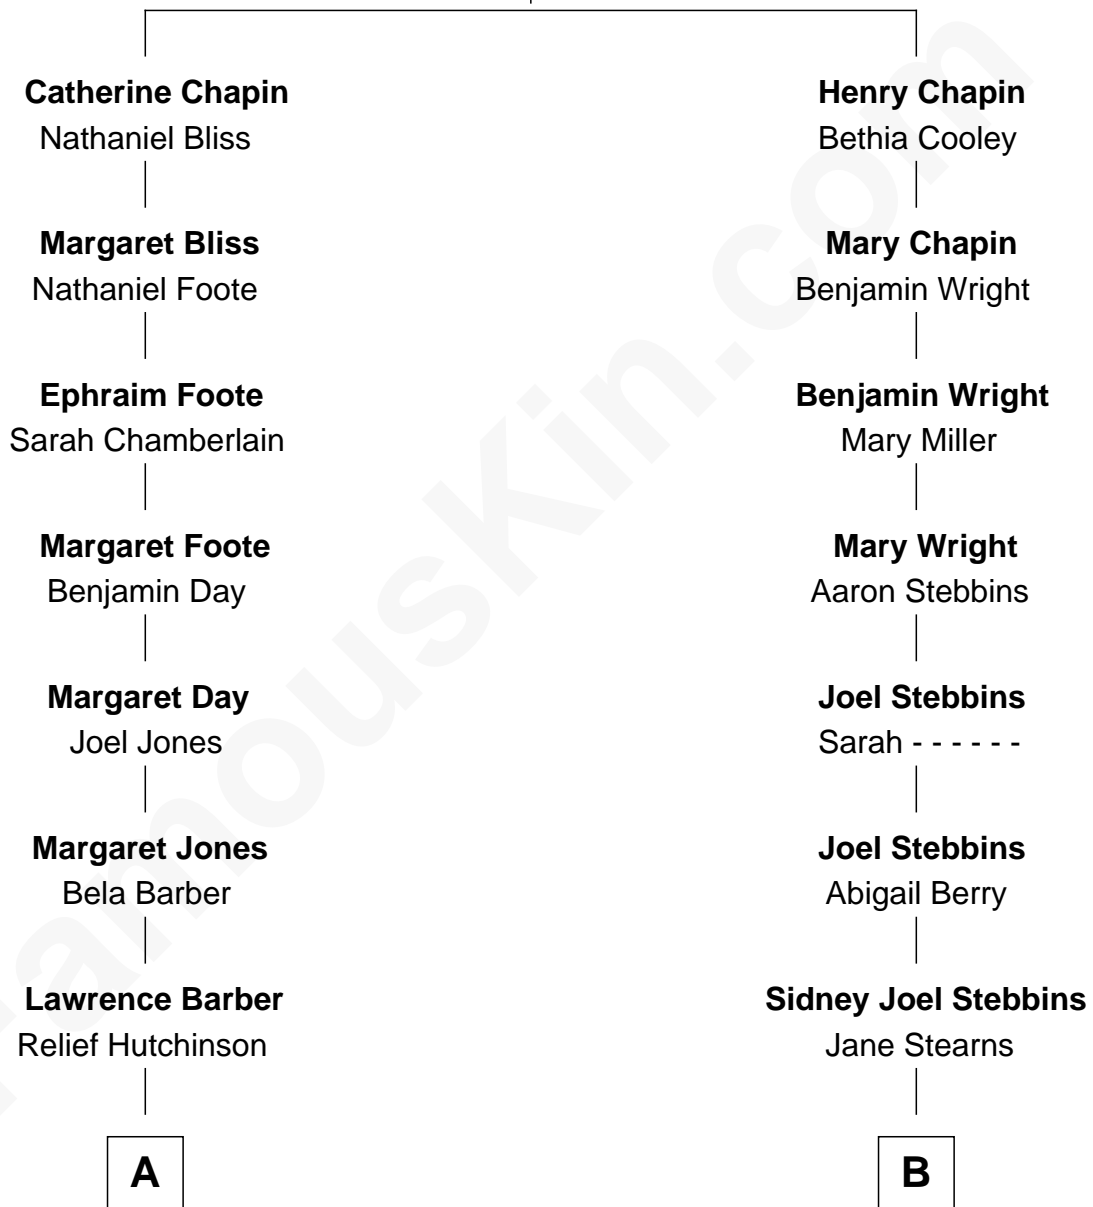 Catherine Chapin
Nathaniel Bliss
Margaret Bliss
Nathaniel Foote
Ephraim Foote
Sarah Chamberlain
Margaret Foote
Benjamin Day
Margaret Day
Joel Jones
Margaret Jones
Bela Barber
Lawrence Barber
Relief Hutchinson
A
Henry Chapin
Bethia Cooley
Mary Chapin
Benjamin Wright
Benjamin Wright
Mary Miller
Mary Wright
Aaron Stebbins
Joel Stebbins
Sarah - - - - - -
Joel Stebbins
Abigail Berry
Sidney Joel Stebbins
Jane Stearns
B
FamousKin.com